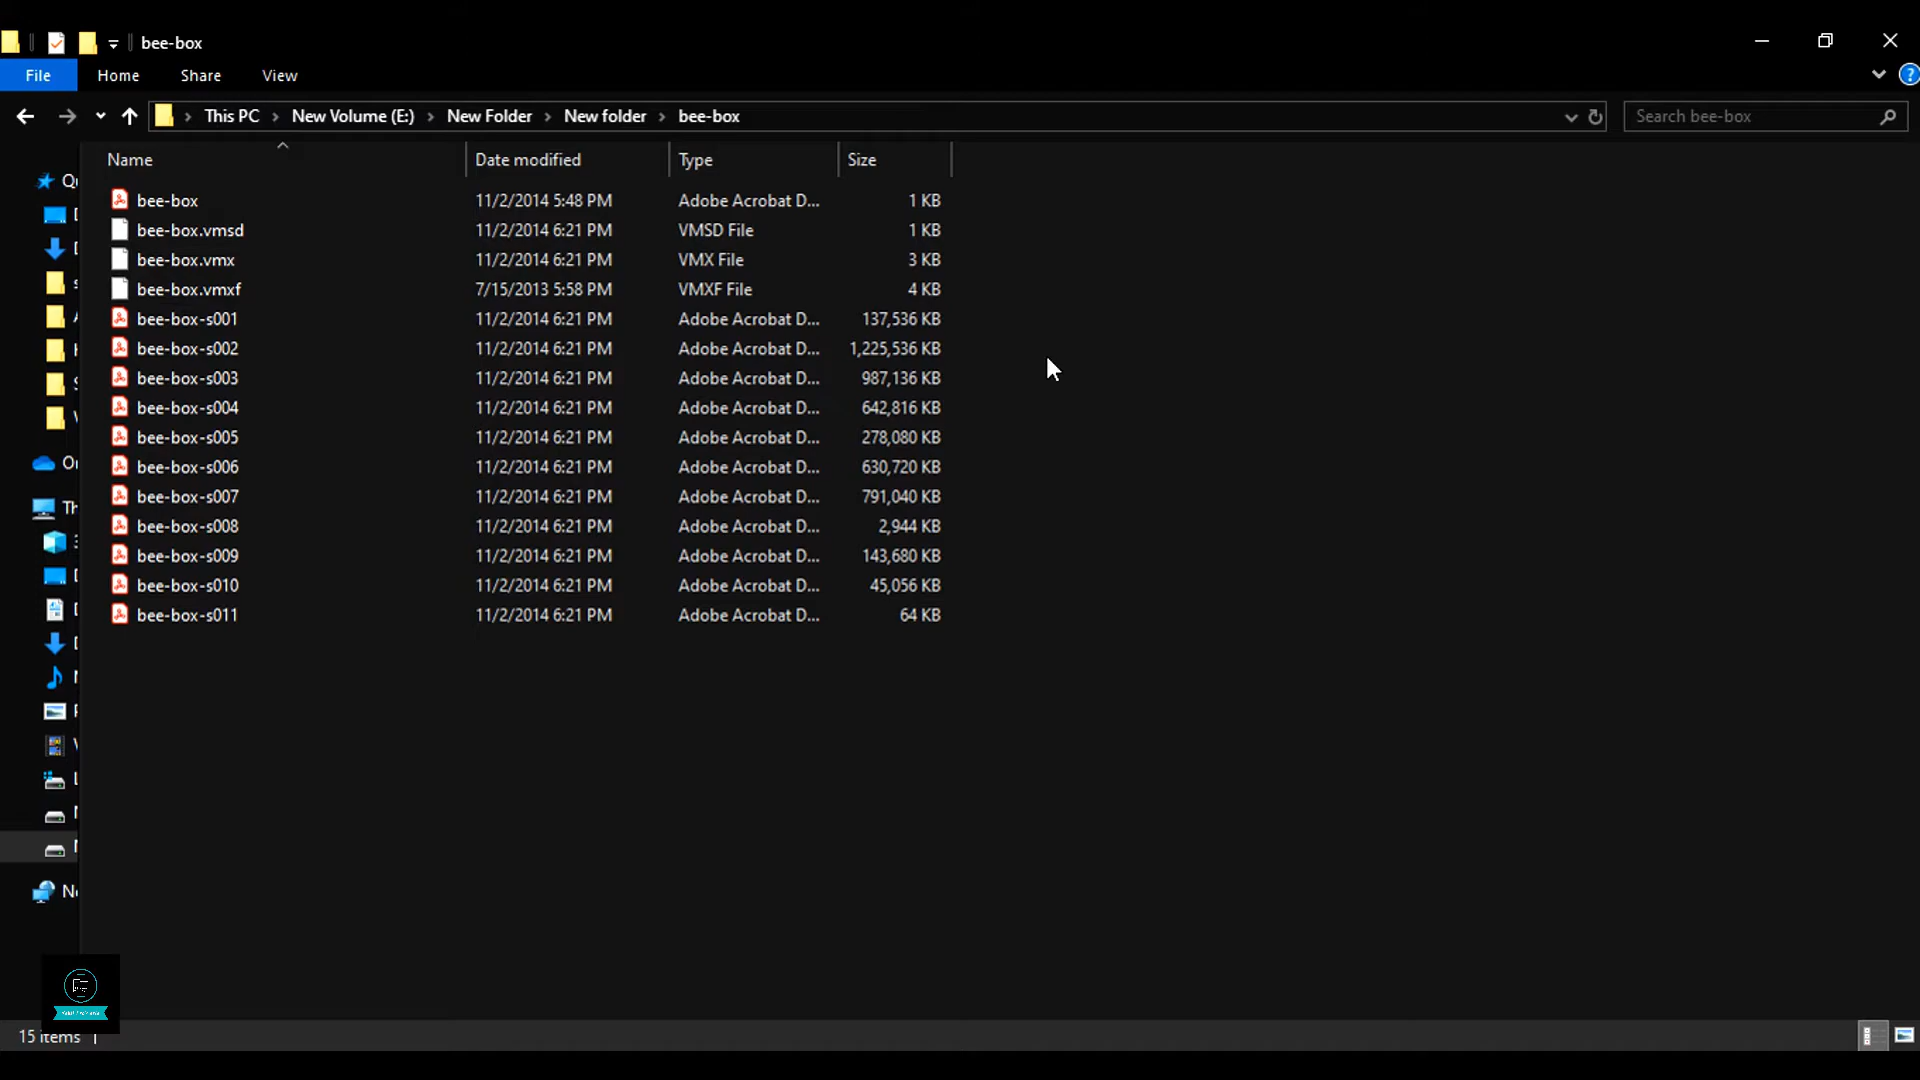 bee-box
File Home Share View
This PC New Volume (E:) New Folder New folder bee-box Search bee-box
Name Date modified Type Size
bee-box 11/2/2014 5:48 PM Adobe Acrobat D... 1 KB
bee-box.vmsd 11/2/2014 6:21 PM VMSD File 1 KB
bee-box.vmx 11/2/2014 6:21 PM VMX File 3 KB
bee-box.vmxf 7/15/2013 5:58 PM VMXF File 4 KB
bee-box-s001 11/2/2014 6:21 PM Adobe Acrobat D... 137,536 KB
bee-box-s002 11/2/2014 6:21 PM Adobe Acrobat D... 1,225,536 KB
bee-box-s003 11/2/2014 6:21 PM Adobe Acrobat D... 987,136 KB
bee-box-s004 11/2/2014 6:21 PM Adobe Acrobat D... 642,816 KB
bee-box-s005 11/2/2014 6:21 PM Adobe Acrobat D... 278,080 KB
bee-box-s006 11/2/2014 6:21 PM Adobe Acrobat D... 630,720 KB
bee-box-s007 11/2/2014 6:21 PM Adobe Acrobat D... 791,040 KB
bee-box-s008 11/2/2014 6:21 PM Adobe Acrobat D... 2,944 KB
bee-box-s009 11/2/2014 6:21 PM Adobe Acrobat D... 143,680 KB
bee-box-s010 11/2/2014 6:21 PM Adobe Acrobat D... 45,056 KB
bee-box-s011 11/2/2014 6:21 PM Adobe Acrobat D... 64 KB
15 items